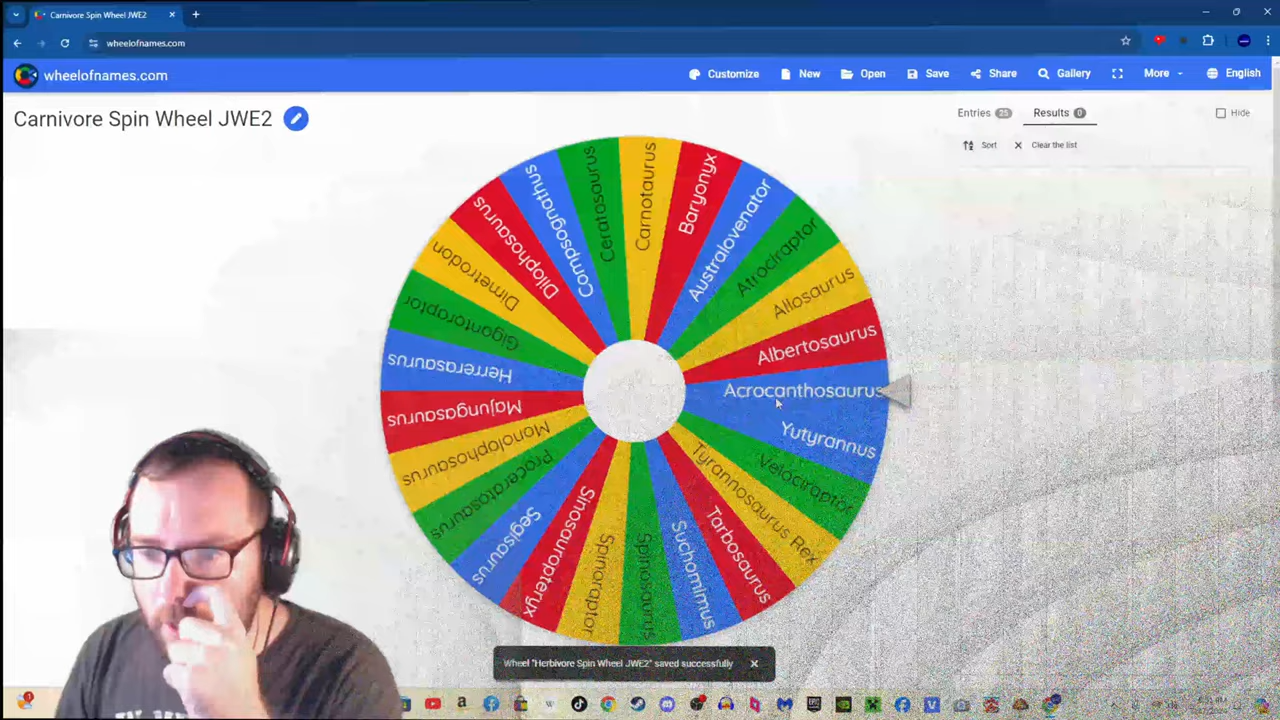 Carnivore Spin Wheel JWE2
wheelofnames.com
wheelofnames.com
Customize
New
Open
Save
Share
Gallery
More
English
Carnivore Spin Wheel JWE2
Entries 25
Results 0
Hide
Sort
Clear the list
Carnotaurus
Baryonyx
Australovenator
Atrociraptor
Allosaurus
Albertosaurus
Acrocanthosaurus
Yutyrannus
Velociraptor
Tyrannosaurus Rex
Tarbosaurus
Suchomimus
Spinosaurus
Spinoraptor
Sinosauropteryx
Segisaurus
Proceratosaurus
Monolophosaurus
Majungasaurus
Herrerasaurus
Gigantoraptor
Dimetrodon
Dilophosaurus
Compsognathus
Ceratosaurus
Wheel "Herbivore Spin Wheel JWE2" saved successfully